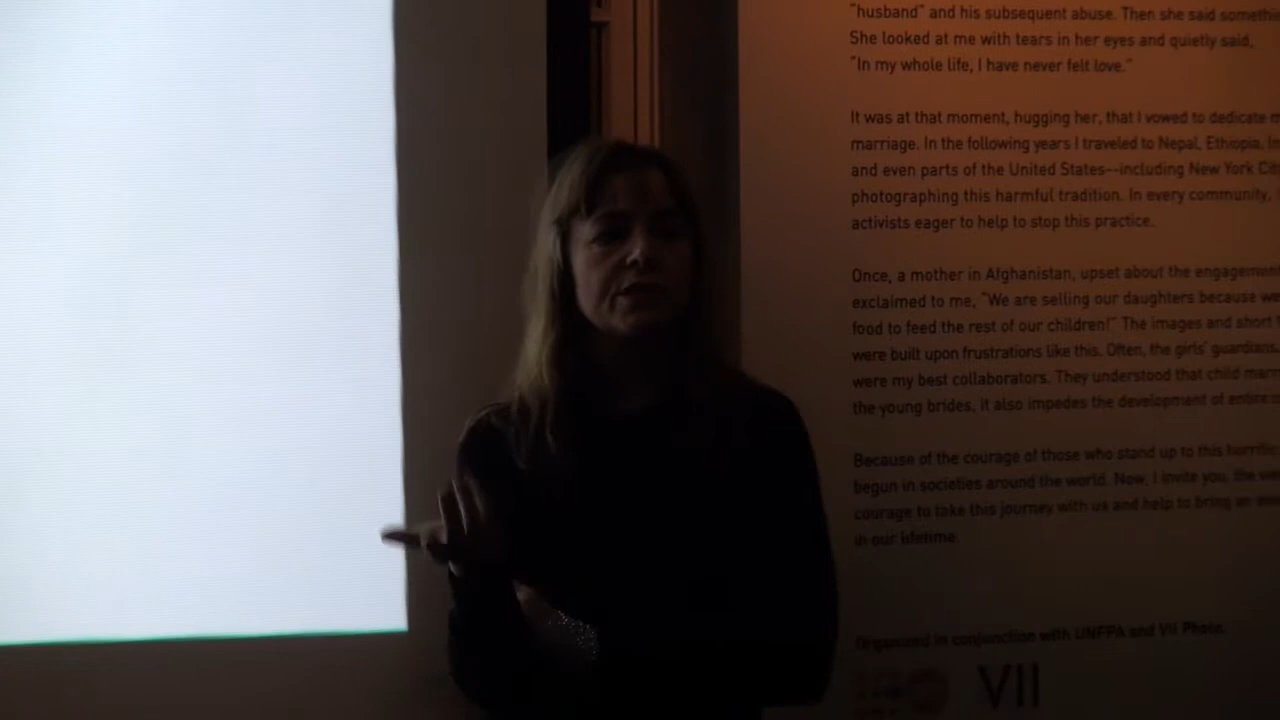 "husband" and his subsequent abuse. Then she said
She looked at me with tears in her eyes and quietly said,
"In my whole life, I have never felt love."
It was at that moment, hugging her, that I vowed to dedicate
marriage. In the following years I traveled to Nepal, Ethiopia,
and even parts of the United States--including New York
photographing this harmful tradition. In every community,
activists eager to help to stop this practice.
Once, a mother in Afghanistan, upset about the
exclaimed to me, "We are selling our daughters because
food to feed the rest of our children!" The images and short
were built upon frustrations like this. Often, the girls' guardians,
were my best collaborators. They understood that child
the young brides, it also impedes the development of entire
Because of the courage of those who stand up to this
begun in societies around the world. Now, I invite you, the
courage to take this journey with us and help to bring an
in our lifetime.
Organized in conjunction with UNFPA and VII Photo.
VII